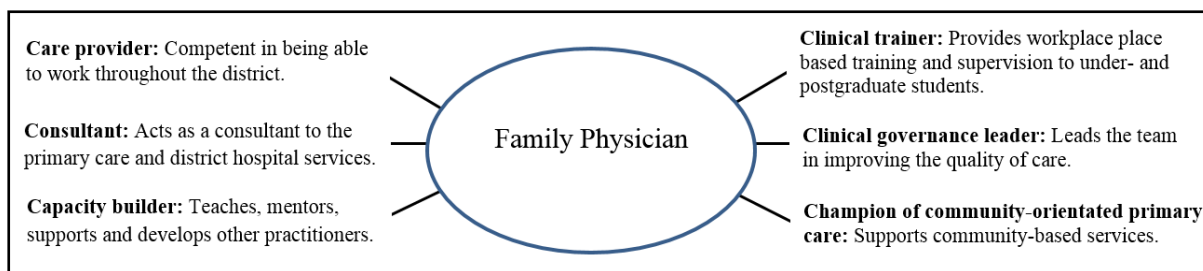 Care provider: Competent in being able
to work throughout the district.
Consultant: Acts as a consultant to the
primary care and district hospital services.
Capacity builder: Teaches, mentors,
supports and develops other practitioners.
Family Physician
Clinical trainer: Provides workplace place
based training and supervision to under- and
postgraduate students.
Clinical governance leader: Leads the team
in improving the quality of care.
Champion of community-orientated primary
care: Supports community-based services.